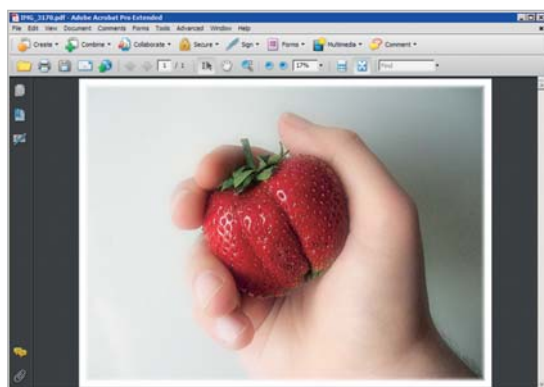 IMG_3170.pdf - Adobe Acrobat Pro Extended
File Edit View Document Comments Forms Tools Advanced Window Help
Create Combine Collaborate Secure Sign Forms Multimedia Comment
1 / 1 17% Find